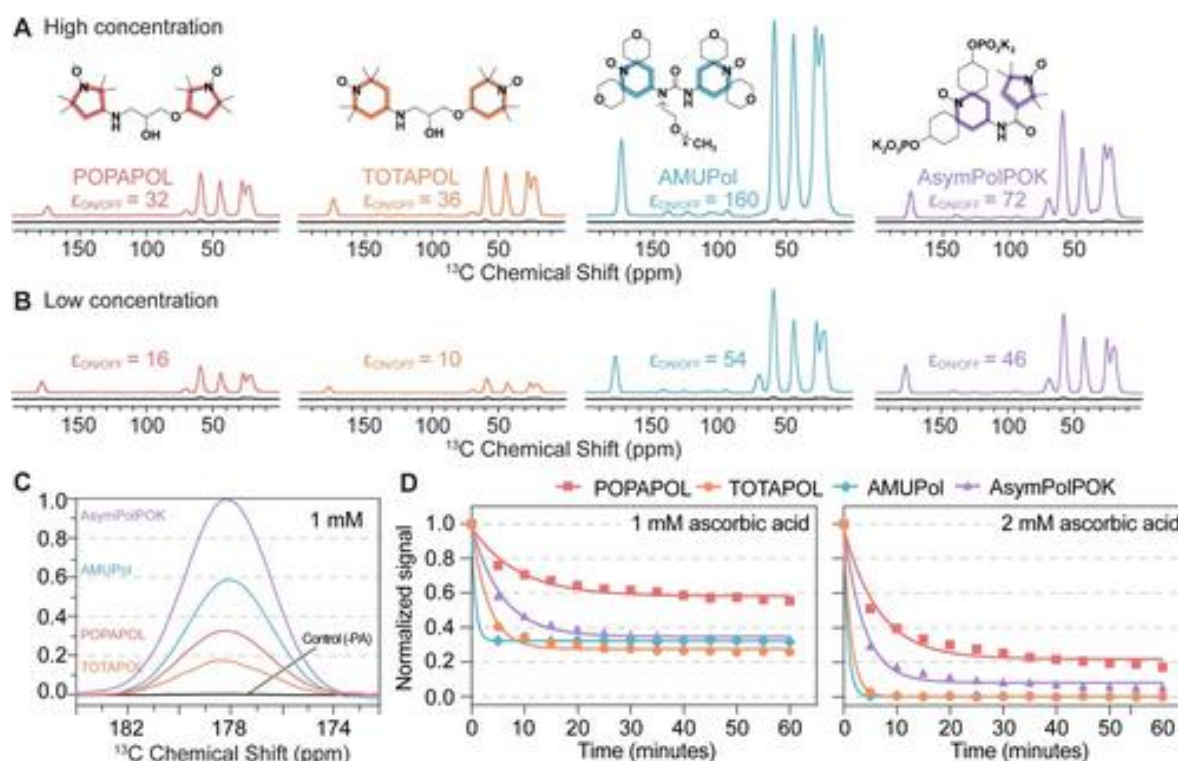 A High concentration
POPAPOL
εON/OFF = 32
TOTAPOL
εON/OFF = 36
AMUPol
εON/OFF = 160
AsymPolPOK
εON/OFF = 72
O
N
N
H
OH
O
N
O
O
N
N
H
OH
O
N
O
O
O
N
O
N
NH
O
N
O
O
O
CH3
OPO3K2
O
N
K2O3PO
N
H
O
N
O
150 100 50
150 100 50
150 100 50
150 100 50
13C Chemical Shift (ppm)
B Low concentration
εON/OFF = 16
εON/OFF = 10
εON/OFF = 54
εON/OFF = 46
150 100 50
150 100 50
150 100 50
150 100 50
13C Chemical Shift (ppm)
C
1 mM
1.0
0.8
0.6
0.4
0.2
0.0
AsymPolPOK
AMUPol
POPAPOL
TOTAPOL
Control (-PA)
182 178 174
13C Chemical Shift (ppm)
D
POPAPOL TOTAPOL AMUPol AsymPolPOK
1 mM ascorbic acid
2 mM ascorbic acid
Normalized signal
1.0
0.8
0.6
0.4
0.2
0.0
0 10 20 30 40 50 60
0 10 20 30 40 50 60
Time (minutes)
Time (minutes)